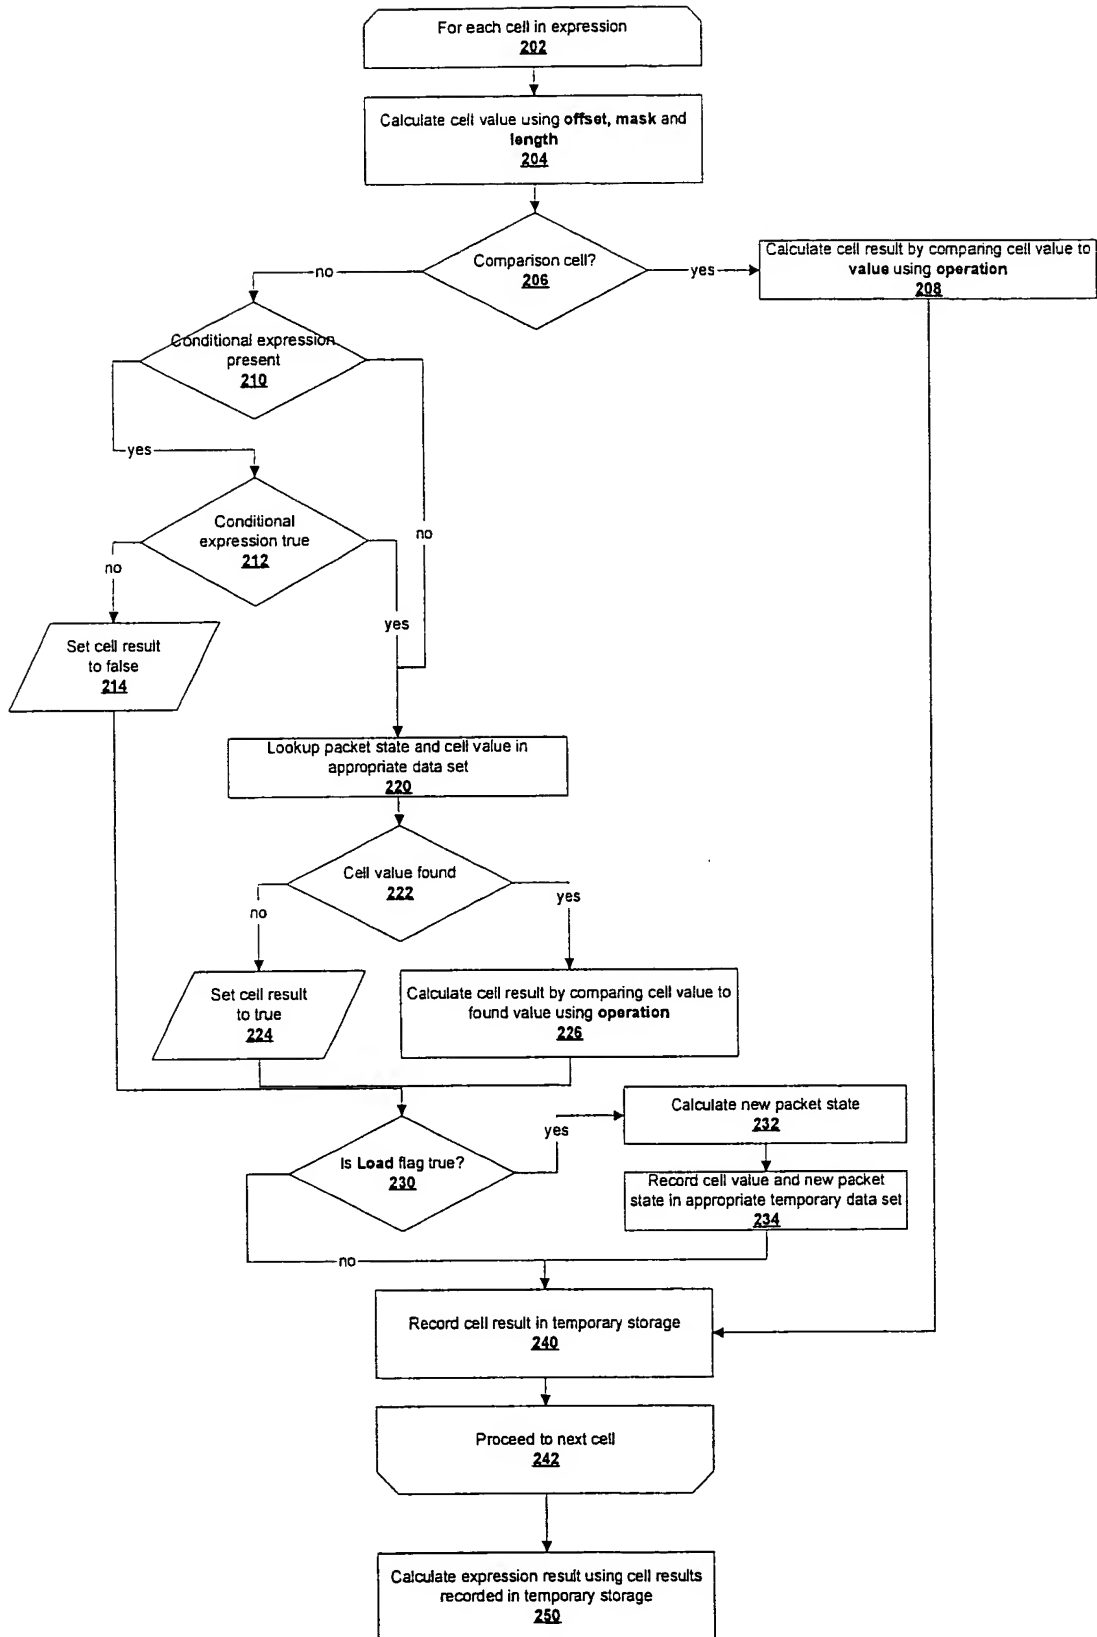 For each cell in expression
202
Calculate cell value using offset, mask and
length
204
Comparison cell?
206
no
yes
Calculate cell result by comparing cell value to
value using operation
208
Conditional expression
present
210
yes
no
Conditional
expression true
212
no
yes
Set cell result
to false
214
Lookup packet state and cell value in
appropriate data set
220
Cell value found
222
no
yes
Set cell result
to true
224
Calculate cell result by comparing cell value to
found value using operation
226
Is Load flag true?
230
yes
no
Calculate new packet state
232
Record cell value and new packet
state in appropriate temporary data set
234
Record cell result in temporary storage
240
Proceed to next cell
242
Calculate expression result using cell results
recorded in temporary storage
250